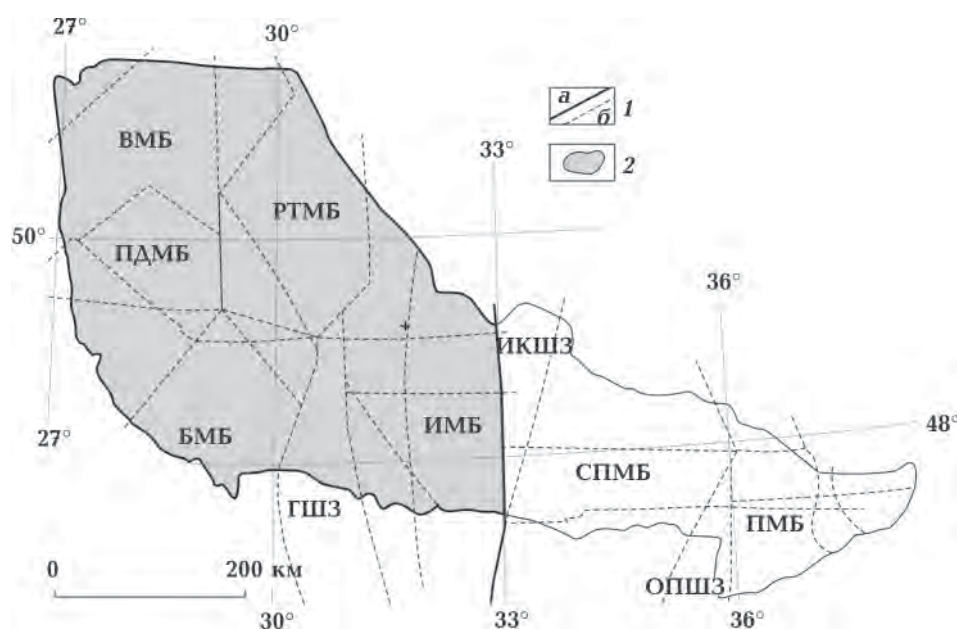 27° 30°
а
б 1
2
33°
ВМБ
РТМБ
50°
ПДМБ
36°
ИКШЗ
27°
БМБ
ИМБ
48°
СПМБ
ГШЗ
ПМБ
0 200 км
ОПШЗ
30° 33° 36°